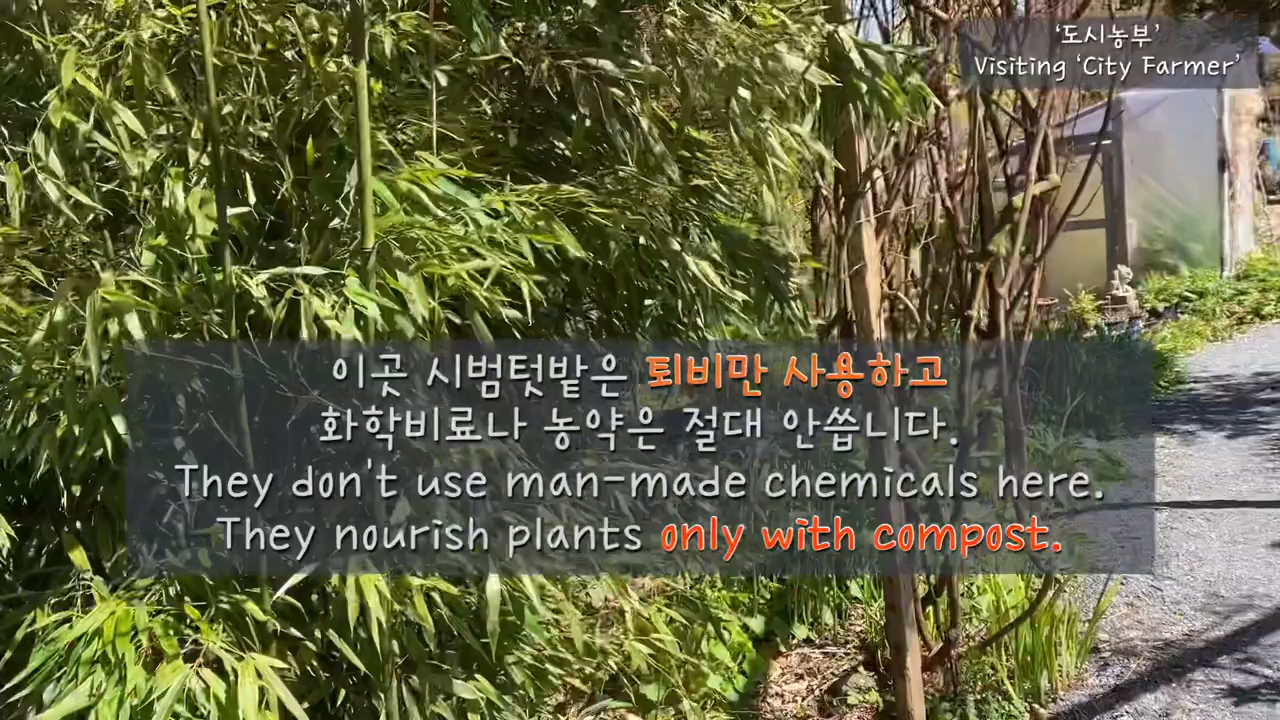 ‘도시농부’
Visiting ‘City Farmer’
이곳 시범텃밭은 퇴비만 사용하고
화학비료나 농약은 절대 안씁니다.
They don't use man-made chemicals here.
They nourish plants only with compost.